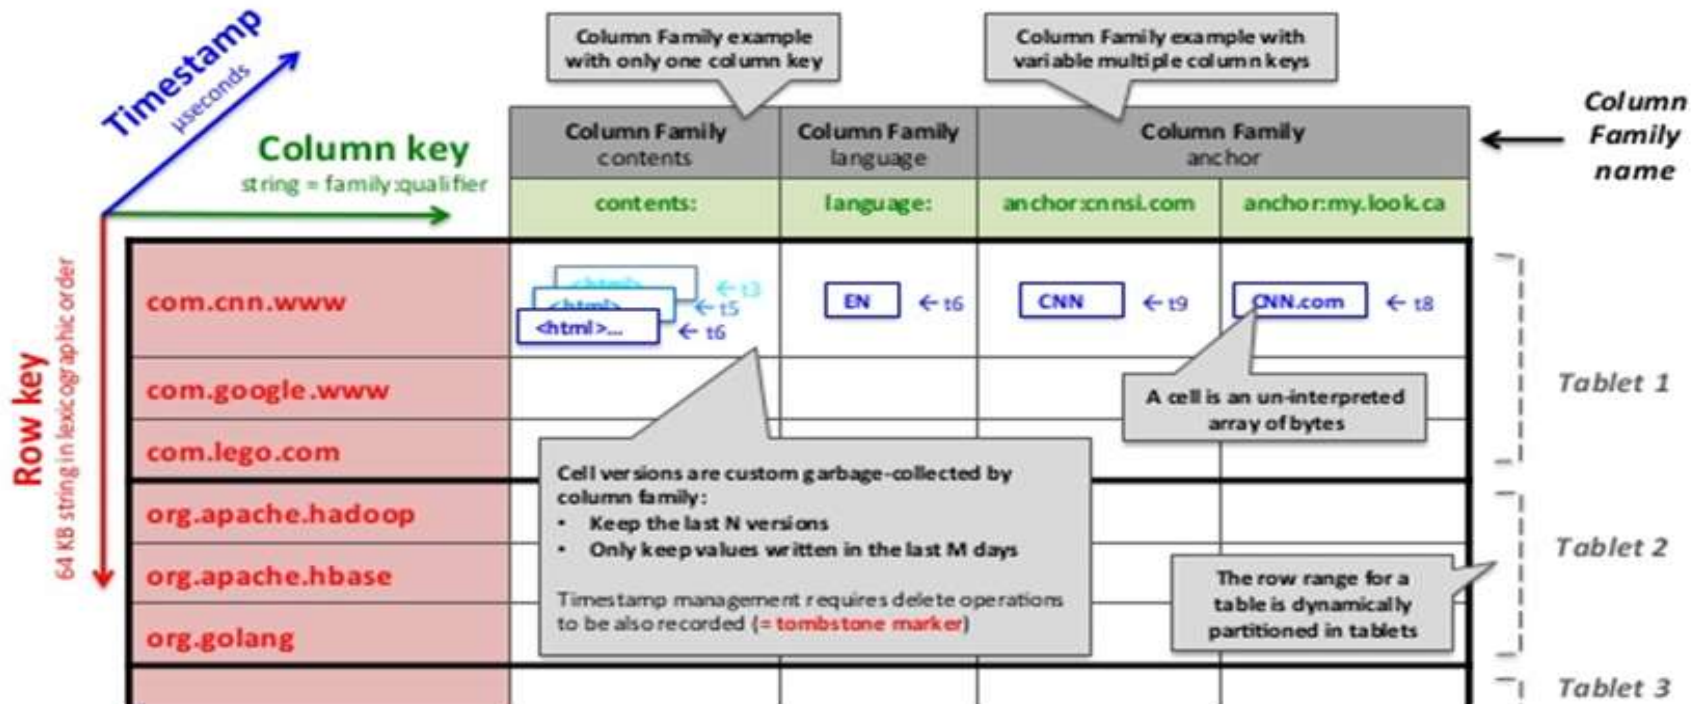 Timestamp
µseconds
Column key
string = family:qualifier
Row key
64 KB string in lexicographic order
Column Family example
with only one column key
Column Family example with
variable multiple column keys
Column
Family
name
Column Family
contents
Column Family
language
Column Family
anchor
contents:
language:
anchor:cnnsi.com
anchor:my.look.ca
com.cnn.www
<html>
← t3
<html>
← t5
<html>...
← t6
EN
← t6
CNN
← t9
CNN.com
← t8
com.google.www
A cell is an un-interpreted
array of bytes
Tablet 1
com.lego.com
Cell versions are custom garbage-collected by
column family:
• Keep the last N versions
• Only keep values written in the last M days
Timestamp management requires delete operations
to be also recorded (= tombstone marker)
org.apache.hadoop
org.apache.hbase
org.golang
Tablet 2
The row range for a
table is dynamically
partitioned in tablets
Tablet 3